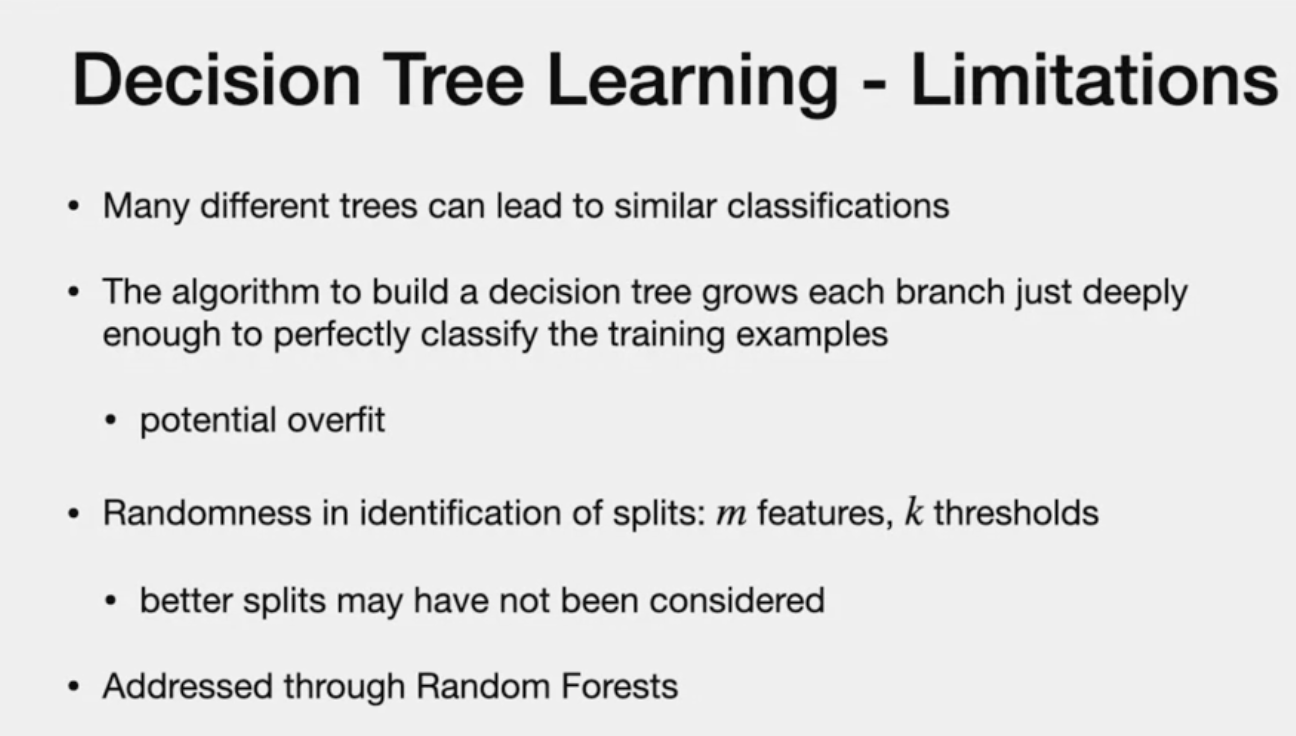 Decision Tree Learning - Limitations
• Many different trees can lead to similar classifications
• The algorithm to build a decision tree grows each branch just deeply
enough to perfectly classify the training examples
• potential overfit
• Randomness in identification of splits: m features, k thresholds
• better splits may have not been considered
• Addressed through Random Forests